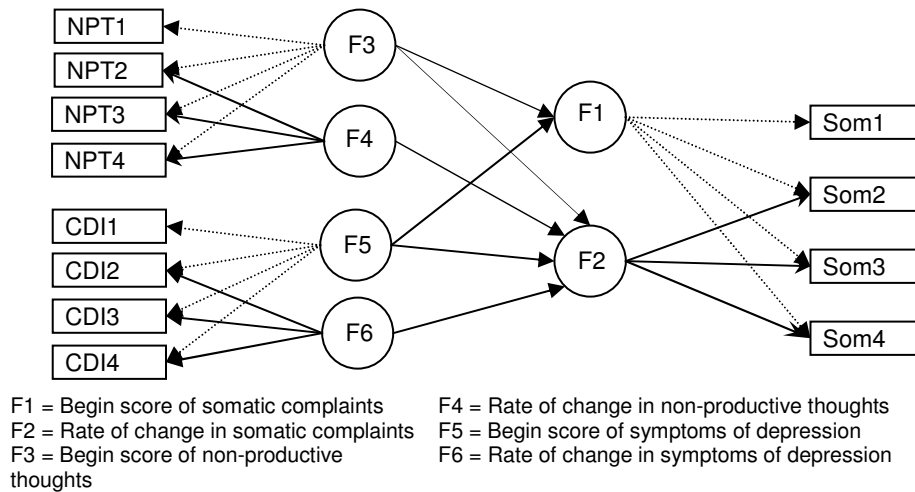 NPT1
NPT2
NPT3
NPT4
CDI1
CDI2
CDI3
CDI4
F3
F4
F5
F6
F1
F2
Som1
Som2
Som3
Som4
F1 = Begin score of somatic complaints
F2 = Rate of change in somatic complaints
F3 = Begin score of non-productive
thoughts
F4 = Rate of change in non-productive thoughts
F5 = Begin score of symptoms of depression
F6 = Rate of change in symptoms of depression